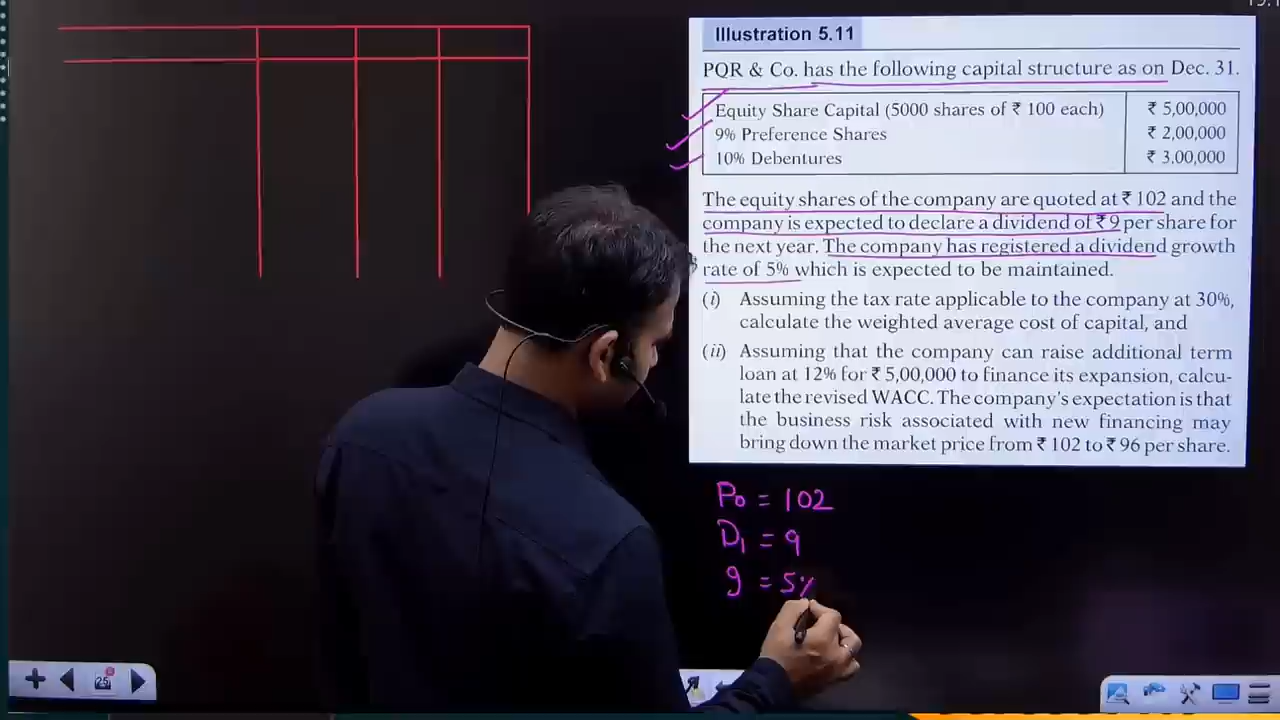 Illustration 5.11
PQR & Co. has the following capital structure as on Dec. 31.
Equity Share Capital (5000 shares of ₹ 100 each) ₹ 5,00,000
9% Preference Shares ₹ 2,00,000
10% Debentures ₹ 3,00,000
The equity shares of the company are quoted at ₹ 102 and the
company is expected to declare a dividend of ₹ 9 per share for
the next year. The company has registered a dividend growth
rate of 5% which is expected to be maintained.
(i) Assuming the tax rate applicable to the company at 30%,
calculate the weighted average cost of capital, and
(ii) Assuming that the company can raise additional term
loan at 12% for ₹ 5,00,000 to finance its expansion, calcu-
late the revised WACC. The company's expectation is that
the business risk associated with new financing may
bring down the market price from ₹ 102 to ₹ 96 per share.
P0 = 102
D1 = 9
g = 5%
25